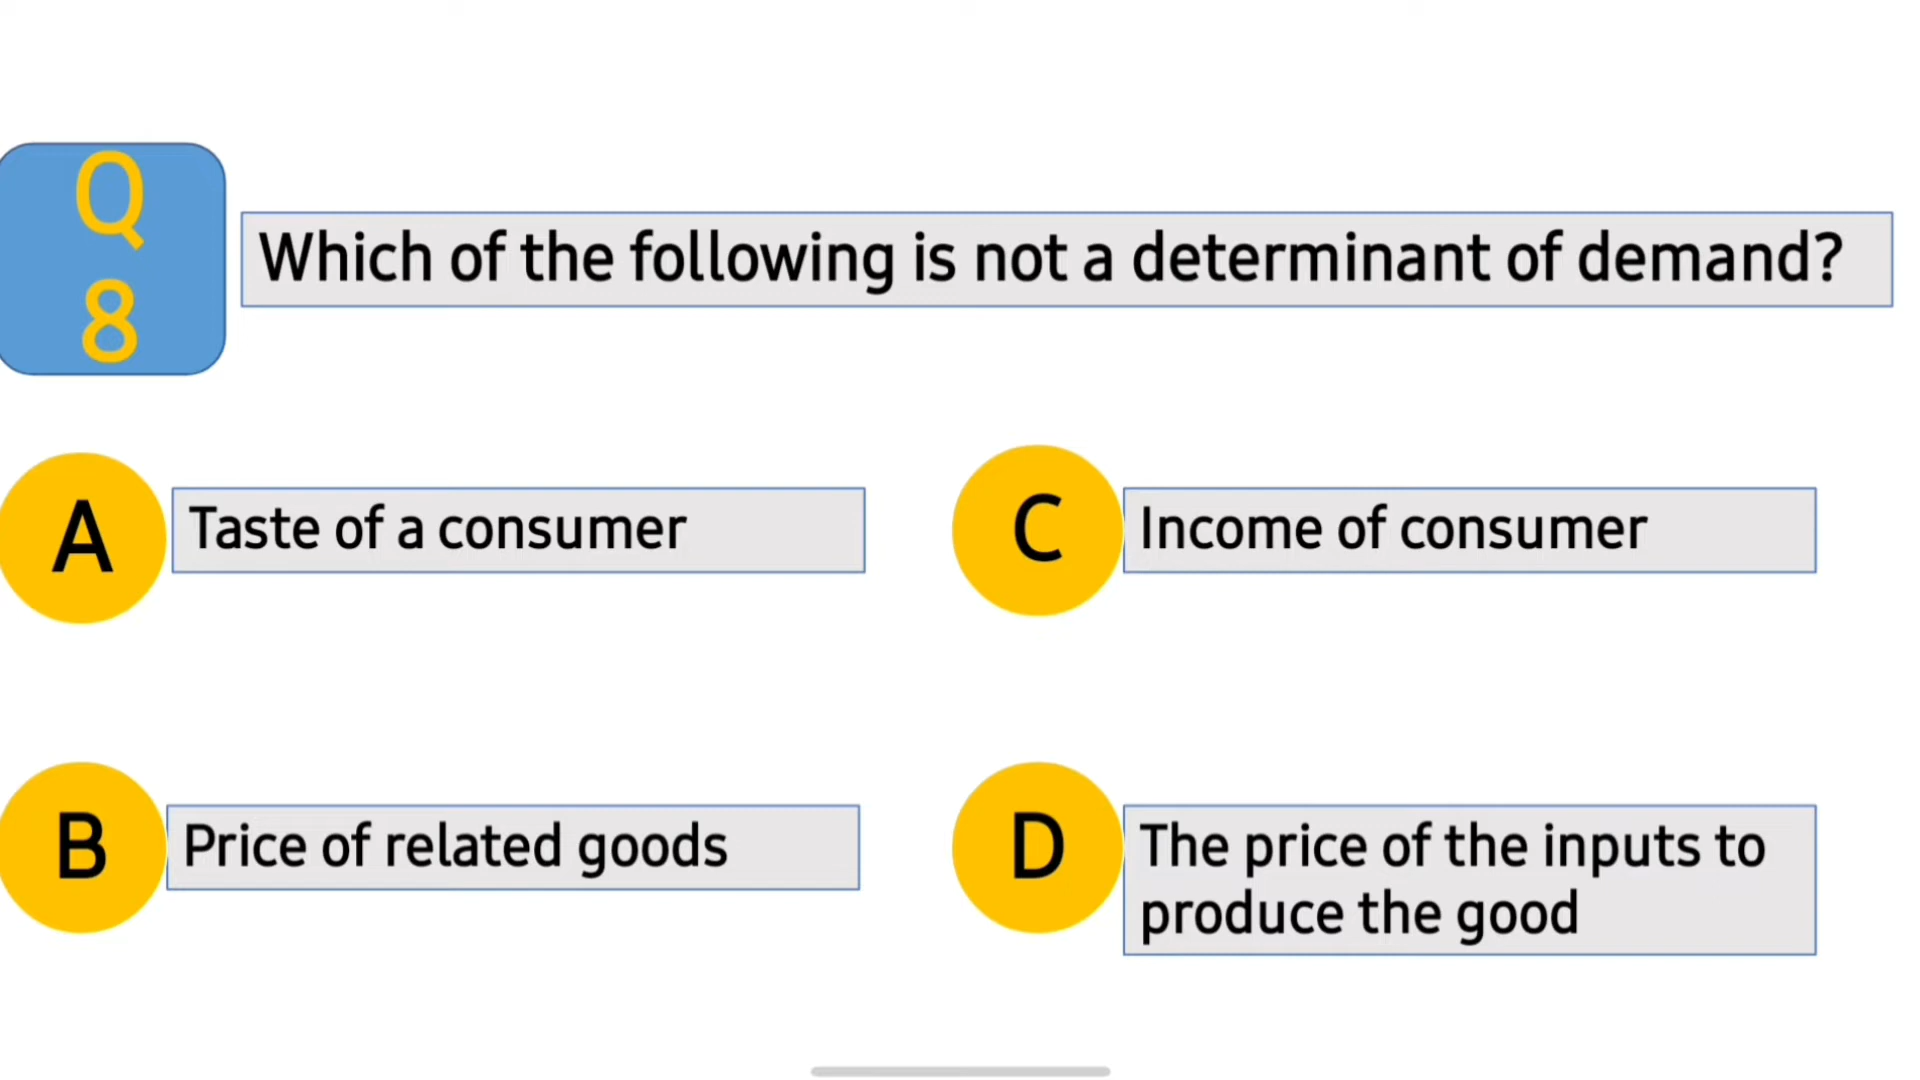 Q
8
Which of the following is not a determinant of demand?
A
Taste of a consumer
B
Price of related goods
C
Income of consumer
D
The price of the inputs to
produce the good